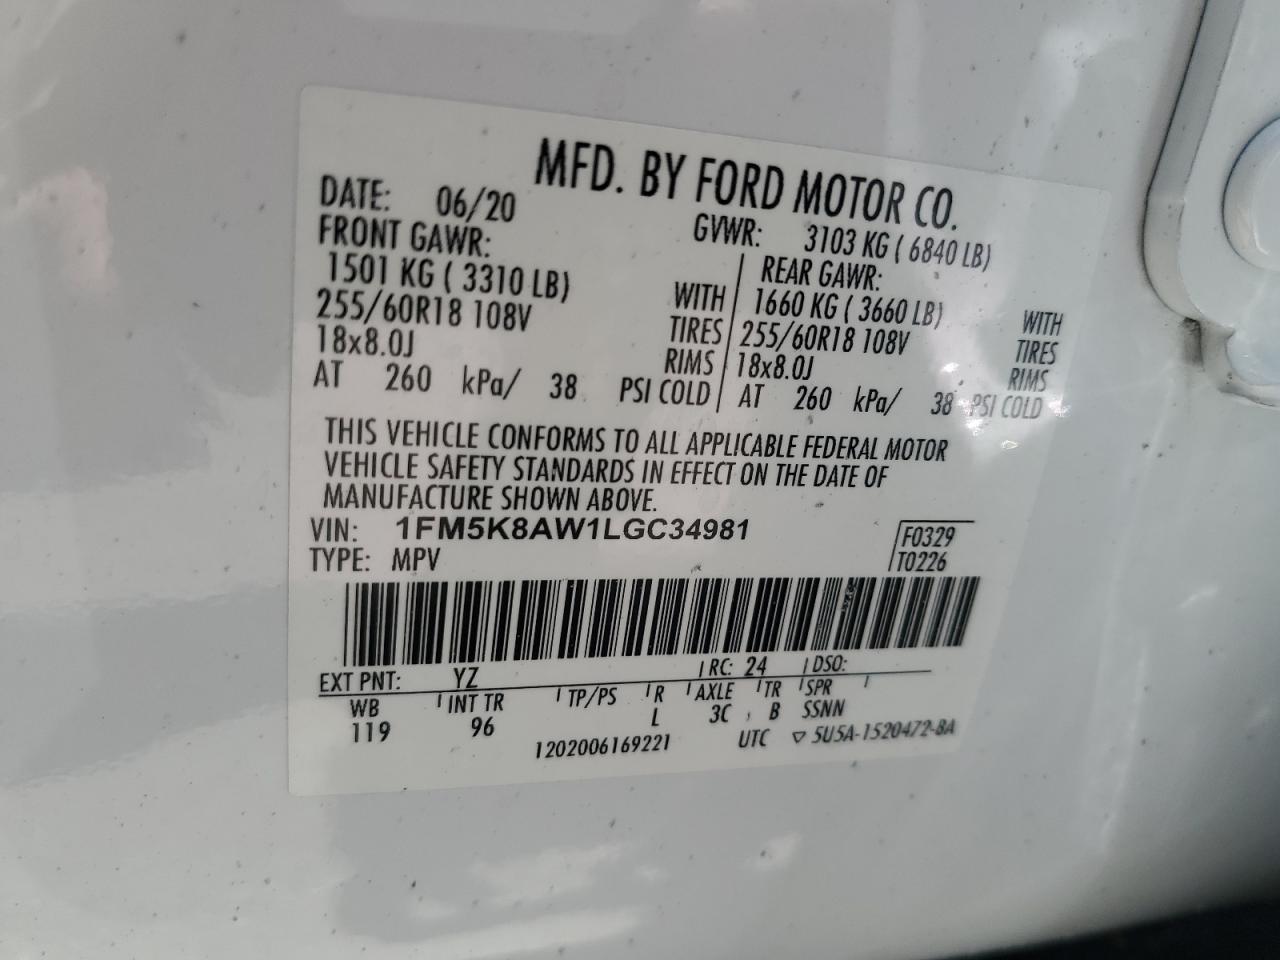 MFD. BY FORD MOTOR CO.
DATE: 06/20 GVWR: 3103 KG ( 6840 LB)
FRONT GAWR: REAR GAWR:
1501 KG ( 3310 LB) WITH 1660 KG ( 3660 LB) WITH
255/60R18 108V TIRES 255/60R18 108V TIRES
18x8.0J RIMS 18x8.0J RIMS
AT 260 kPa/ 38 PSI COLD AT 260 kPa/ 38 PSI COLD
THIS VEHICLE CONFORMS TO ALL APPLICABLE FEDERAL MOTOR
VEHICLE SAFETY STANDARDS IN EFFECT ON THE DATE OF
MANUFACTURE SHOWN ABOVE.
VIN: 1FM5K8AW1LGC34981 F0329
TYPE: MPV T0226
EXT PNT: YZ RC: 24 DSO:
WB INT TR TP/PS R AXLE TR SPR
119 96 L 3C B SSNN
1202006169221 UTC ▽ 5U5A-1520472-BA